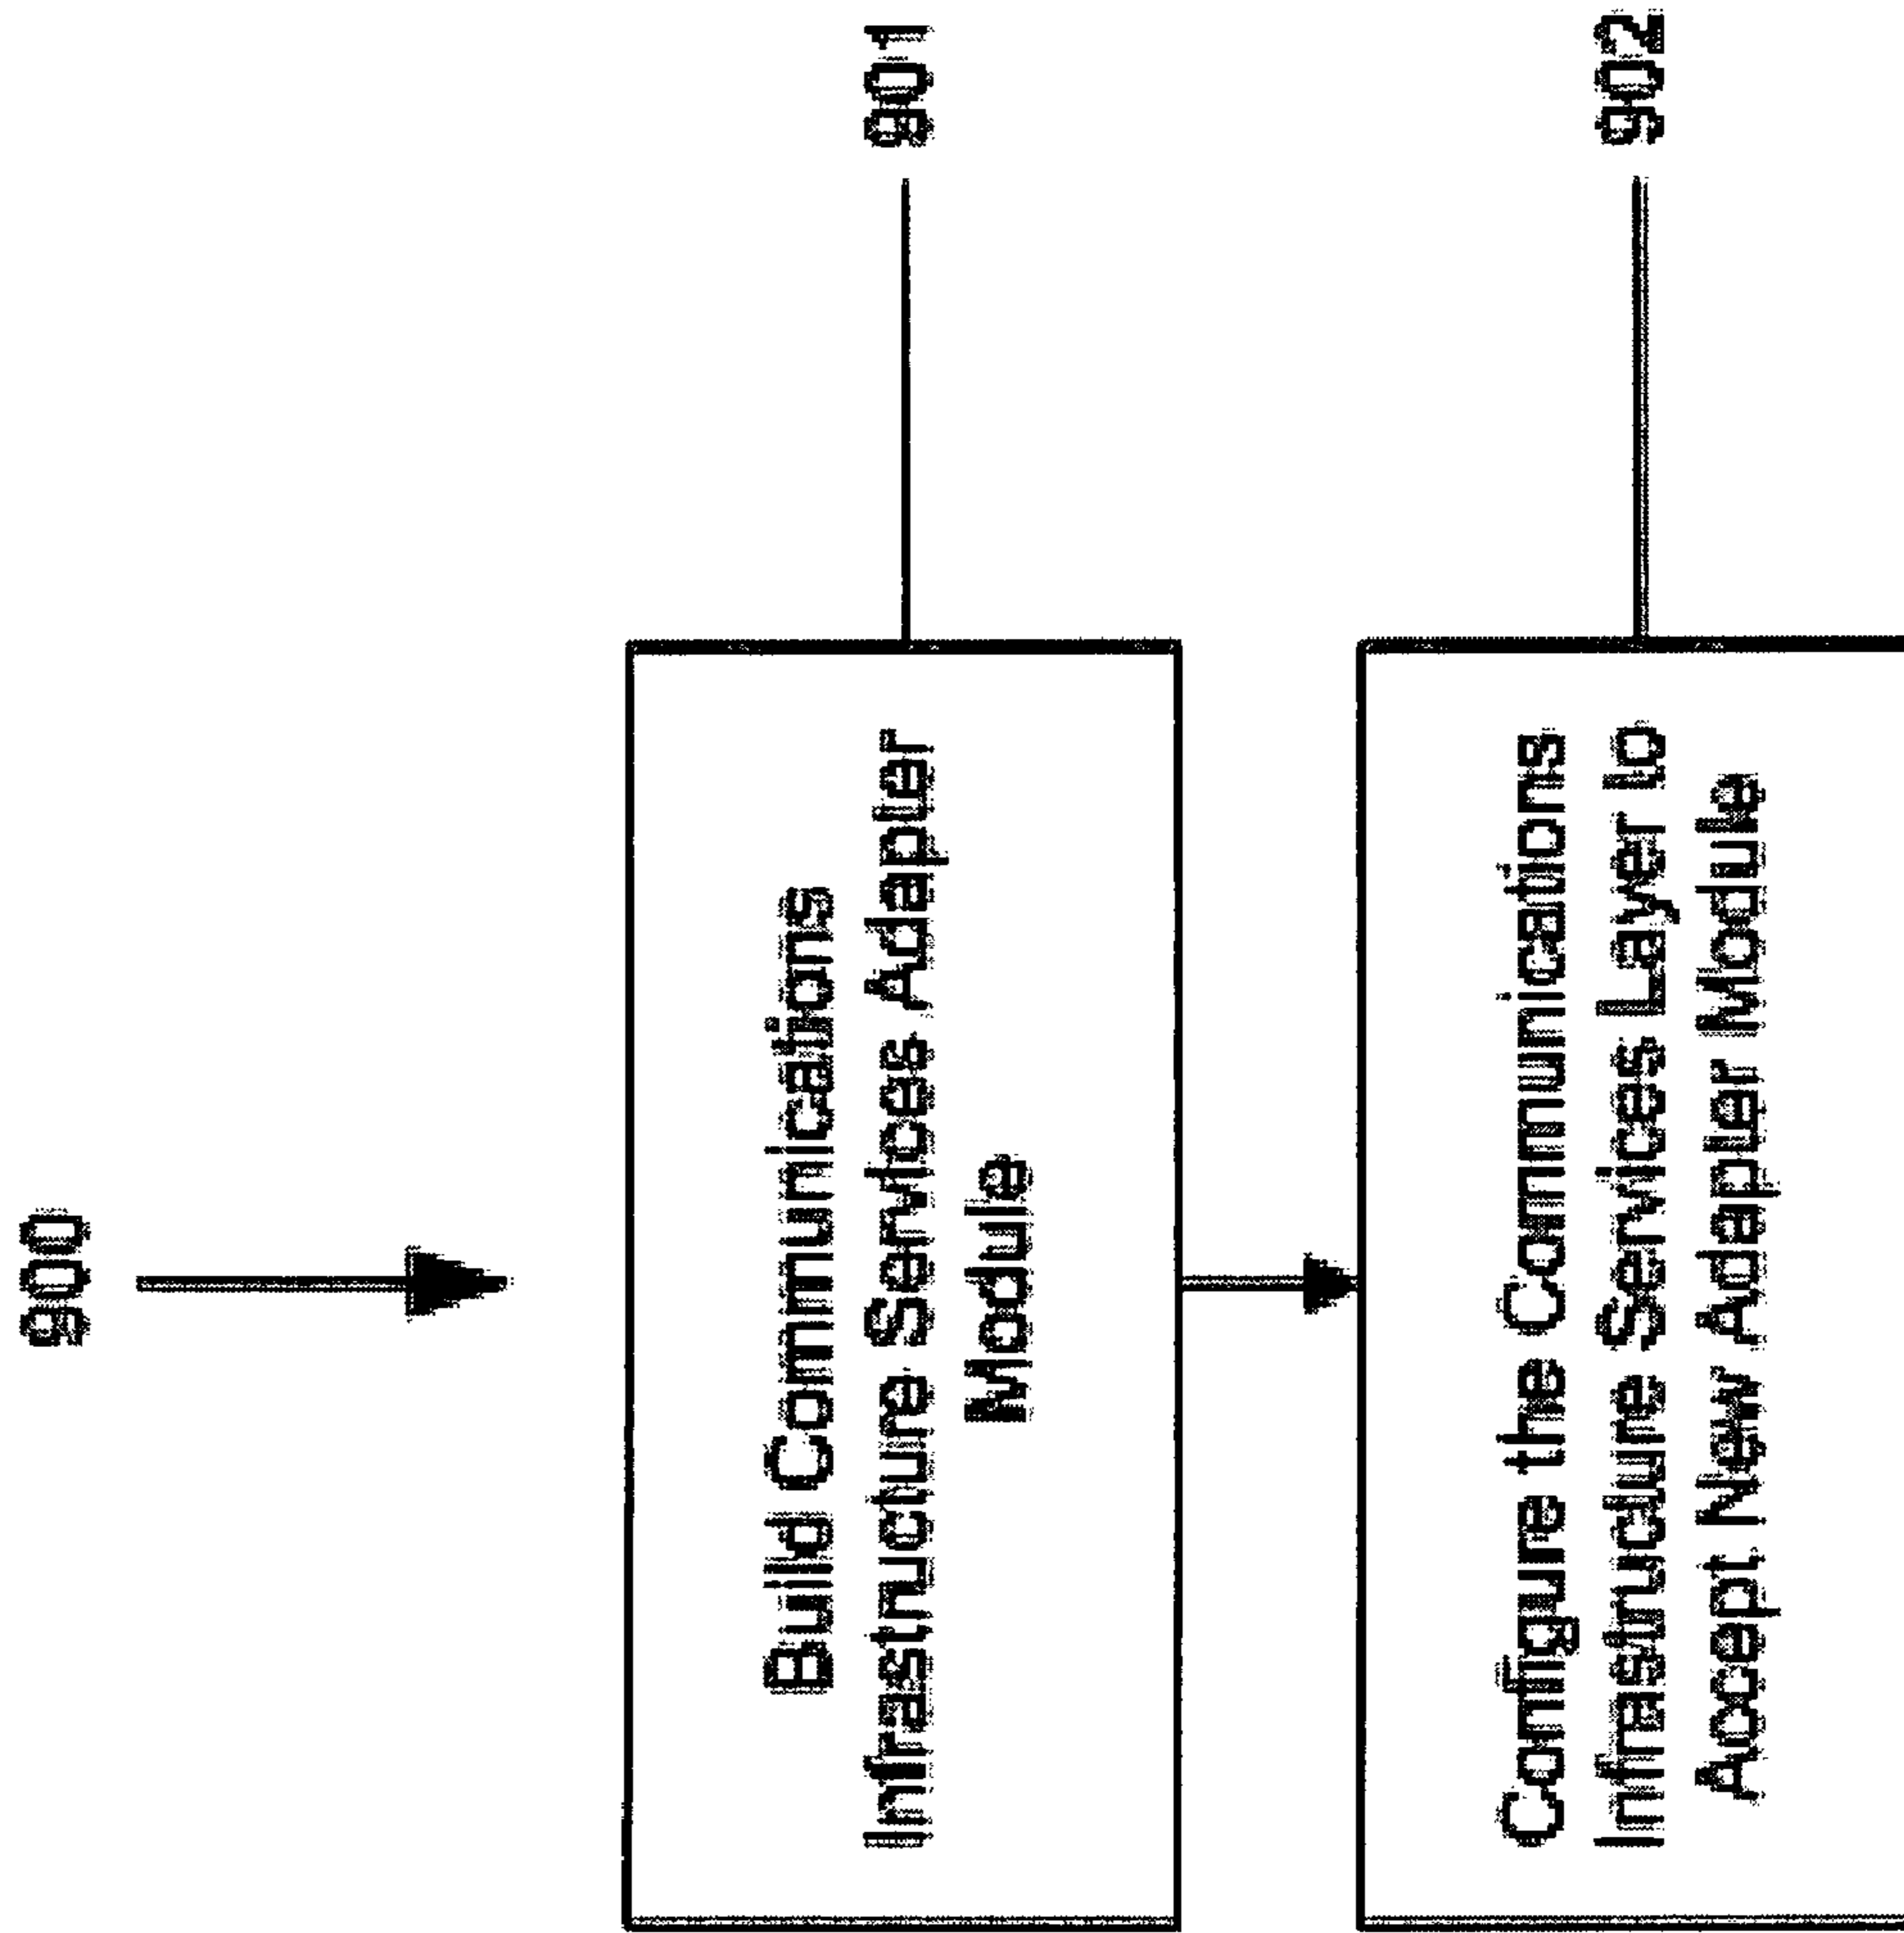 900
Build Communications
Infrastructure Services Adapter
Module
901
Configure the Communications
Infrastructure Services Layer to
Accept New Adapter Module
902